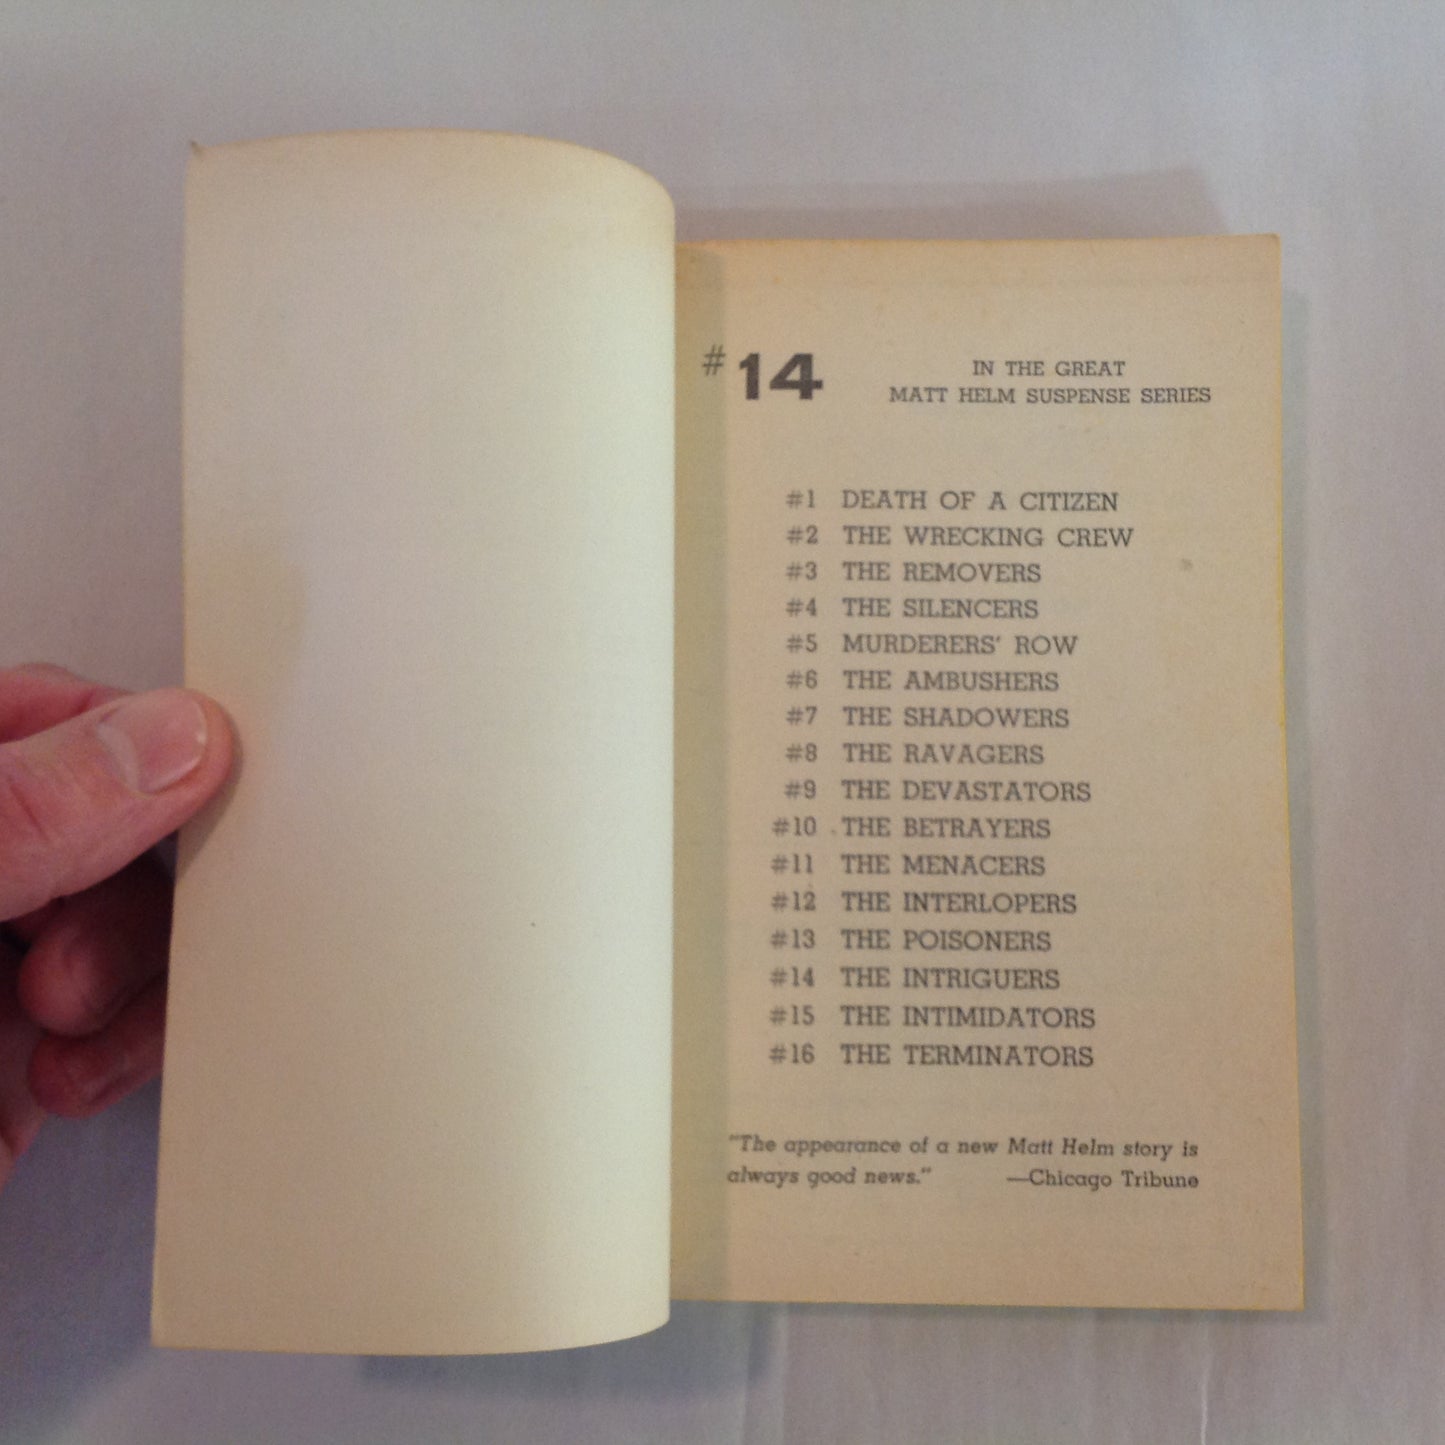 #14
IN THE GREAT
MATT HELM SUSPENSE SERIES
#1 DEATH OF A CITIZEN
#2 THE WRECKING CREW
#3 THE REMOVERS
#4 THE SILENCERS
#5 MURDERERS' ROW
#6 THE AMBUSHERS
#7 THE SHADOWERS
#8 THE RAVAGERS
#9 THE DEVASTATORS
#10 THE BETRAYERS
#11 THE MENACERS
#12 THE INTERLOPERS
#13 THE POISONERS
#14 THE INTRIGUERS
#15 THE INTIMIDATORS
#16 THE TERMINATORS
"The appearance of a new Matt Helm story is
always good news." —Chicago Tribune